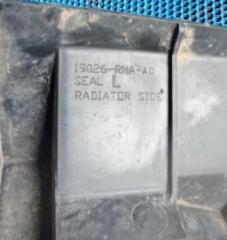 19026-RNA-A0
SEAL L
RADIATOR SIDE